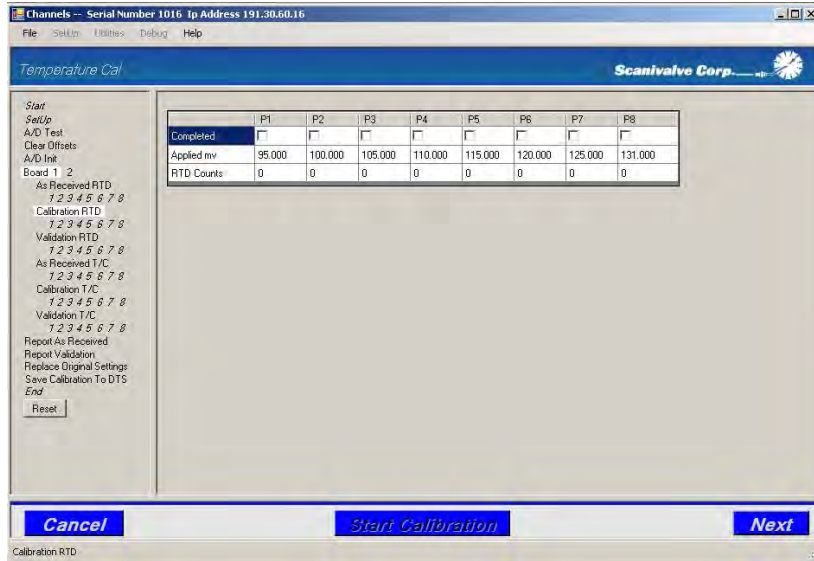 Channels -- Serial Number 1016 Ip Address 191.30.60.16
File SetUp Utilities Debug Help
Temperature Cal
Scanivalve Corp.
Start
SetUp
A/D Test
Clear Offsets
A/D Init
Board 1 2
As Received RTD
1 2 3 4 5 6 7 8
Calibration RTD
1 2 3 4 5 6 7 8
Validation RTD
1 2 3 4 5 6 7 8
As Received T/C
1 2 3 4 5 6 7 8
Calibration T/C
1 2 3 4 5 6 7 8
Validation T/C
1 2 3 4 5 6 7 8
Report As Received
Report Validation
Replace Original Settings
Save Calibration To DTS
End
Reset
P1 P2 P3 P4 P5 P6 P7 P8
Completed
Applied mv 95.000 100.000 105.000 110.000 115.000 120.000 125.000 131.000
RTD Counts 0 0 0 0 0 0 0 0
Cancel Start Calibration Next
Calibration RTD